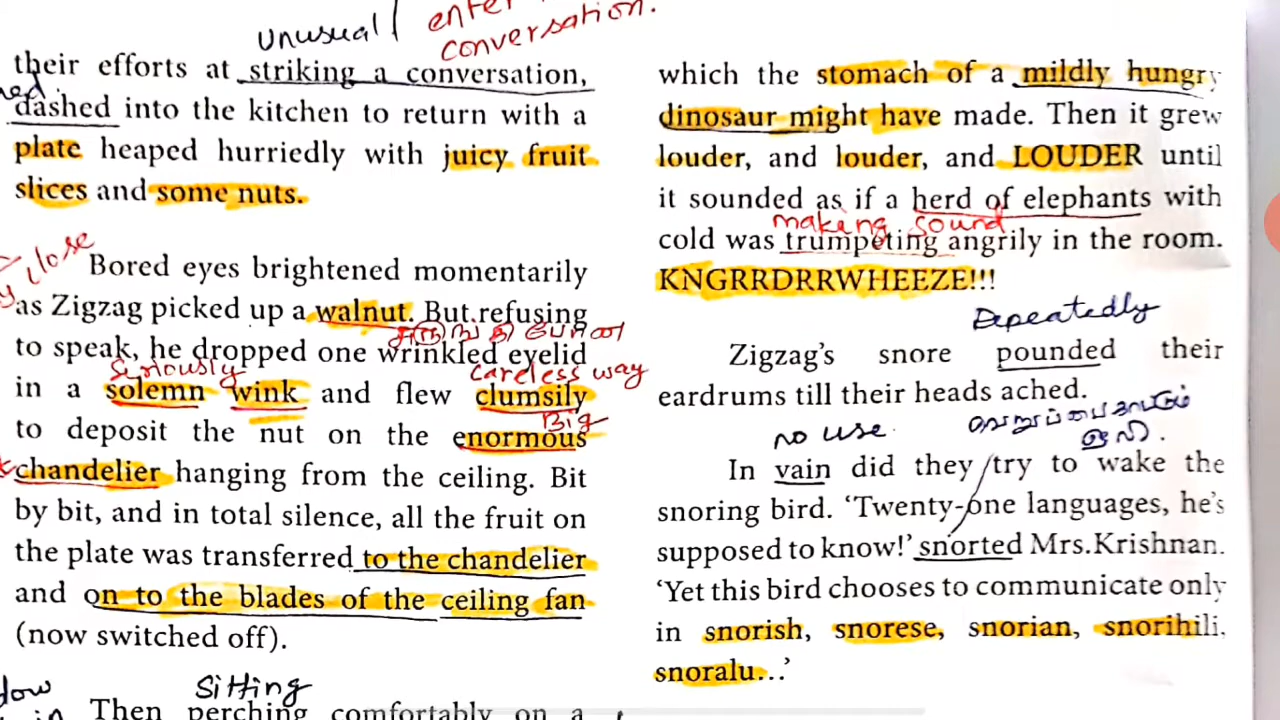 unusual/ enter
conversation.
their efforts at striking a conversation,
dashed into the kitchen to return with a
plate heaped hurriedly with juicy fruit
slices and some nuts.
close
Bored eyes brightened momentarily
as Zigzag picked up a walnut. But refusing
to speak, he dropped one wrinkled eyelid
seriously careless way
in a solemn wink and flew clumsily
Big
to deposit the nut on the enormous
chandelier hanging from the ceiling. Bit
by bit, and in total silence, all the fruit on
the plate was transferred to the chandelier
and on to the blades of the ceiling fan
(now switched off).
Sitting
Then perching comfortably on a
which the stomach of a mildly hungry
dinosaur might have made. Then it grew
louder, and louder, and LOUDER until
it sounded as if a herd of elephants with
making sound
cold was trumpeting angrily in the room.
KNGRRDRRWHEEZE!!!
Depeatedly
Zigzag's snore pounded their
eardrums till their heads ached.
no use.
ஒலி.
In vain did they try to wake the
snoring bird. 'Twenty-one languages, he's
supposed to know!' snorted Mrs.Krishnan.
'Yet this bird chooses to communicate only
in snorish, snorese, snorian, snorihili,
snoralu...'